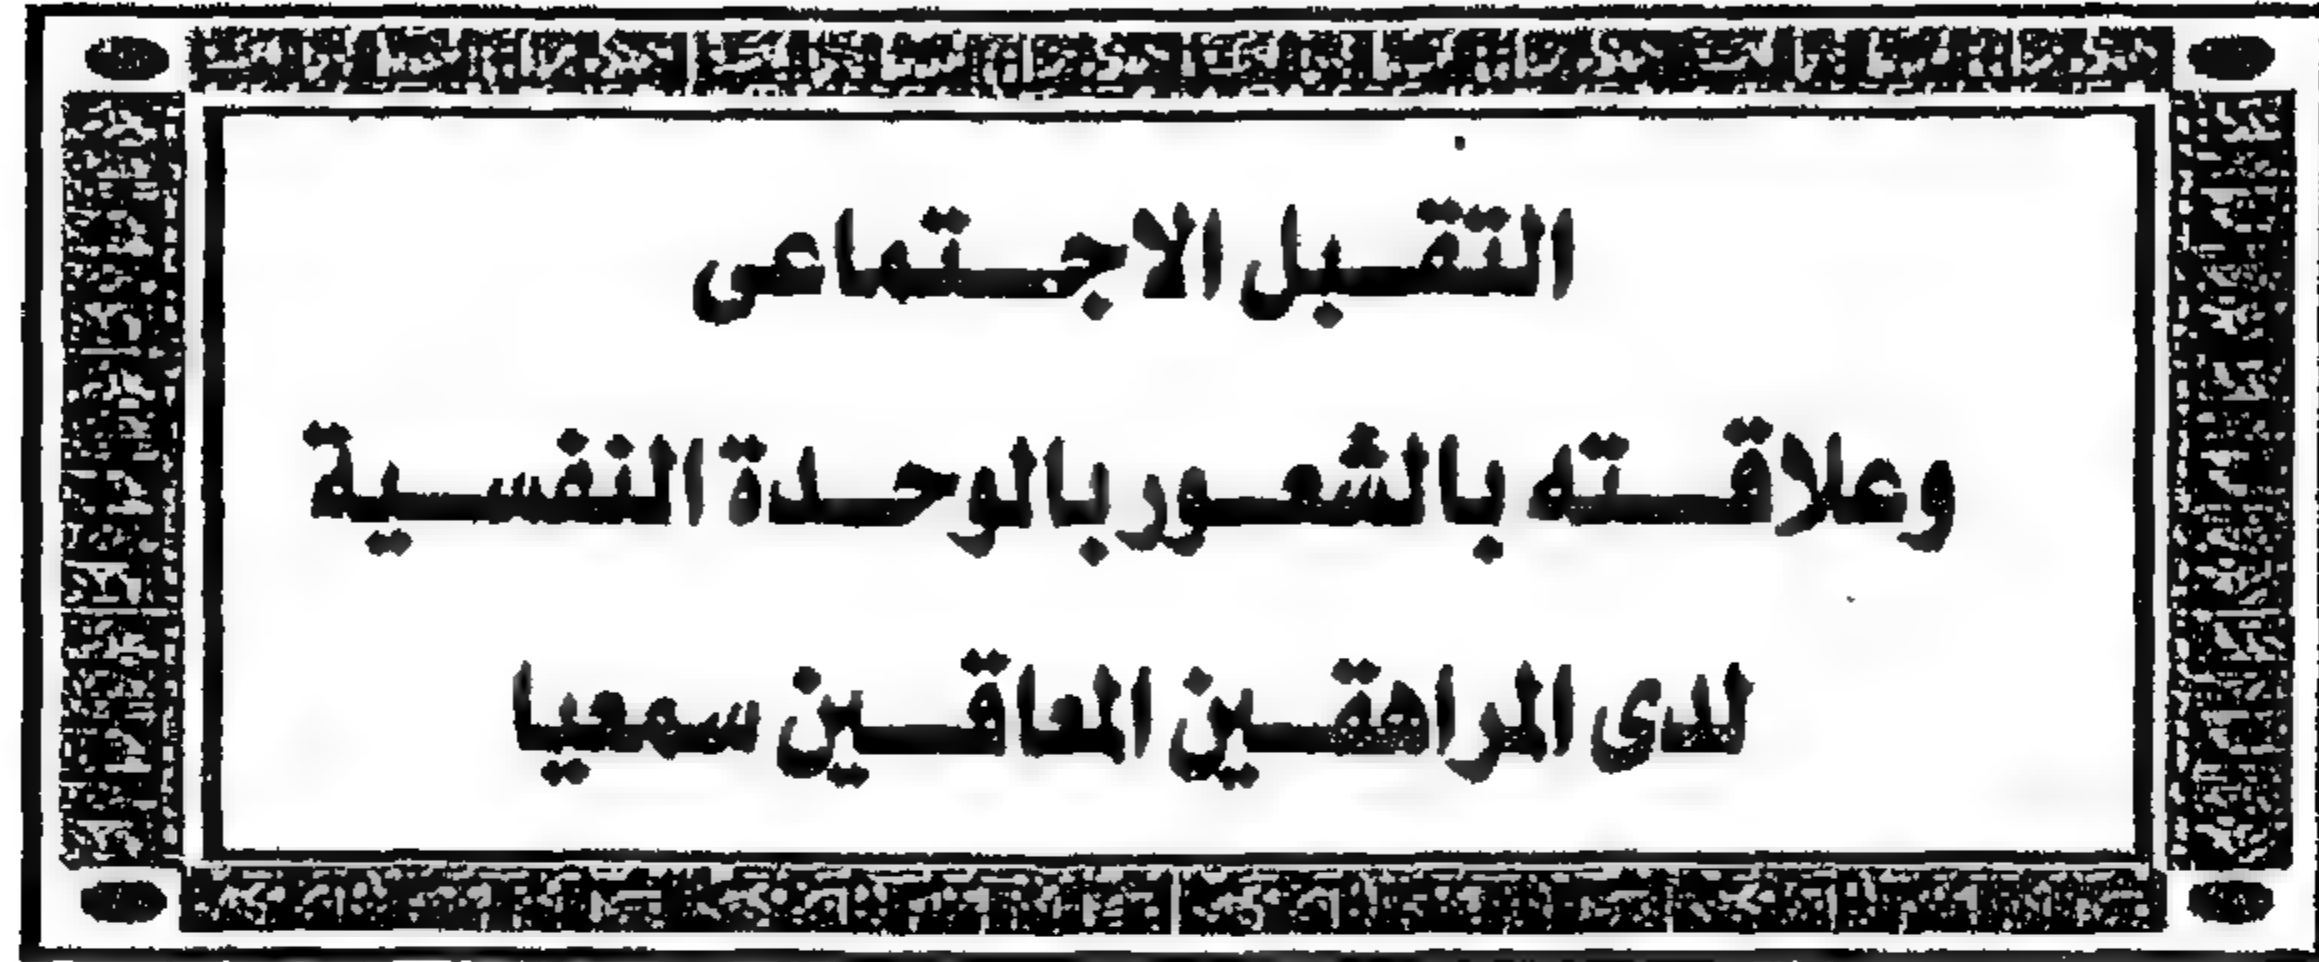 التقبل الاجتماعى
وعلاقته بالشعور بالوحدة النفسية
لدى المراهقين المعاقين سمعيا